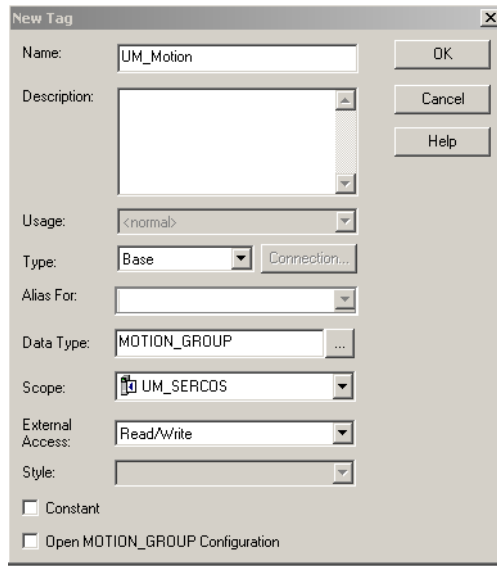 New Tag
Name: UM_Motion OK
Description: Cancel
Help
Usage: <normal>
Type: Base Connection...
Alias For:
Data Type: MOTION_GROUP ...
Scope: UM_SERCOS
External
Access: Read/Write
Style:
Constant
Open MOTION_GROUP Configuration